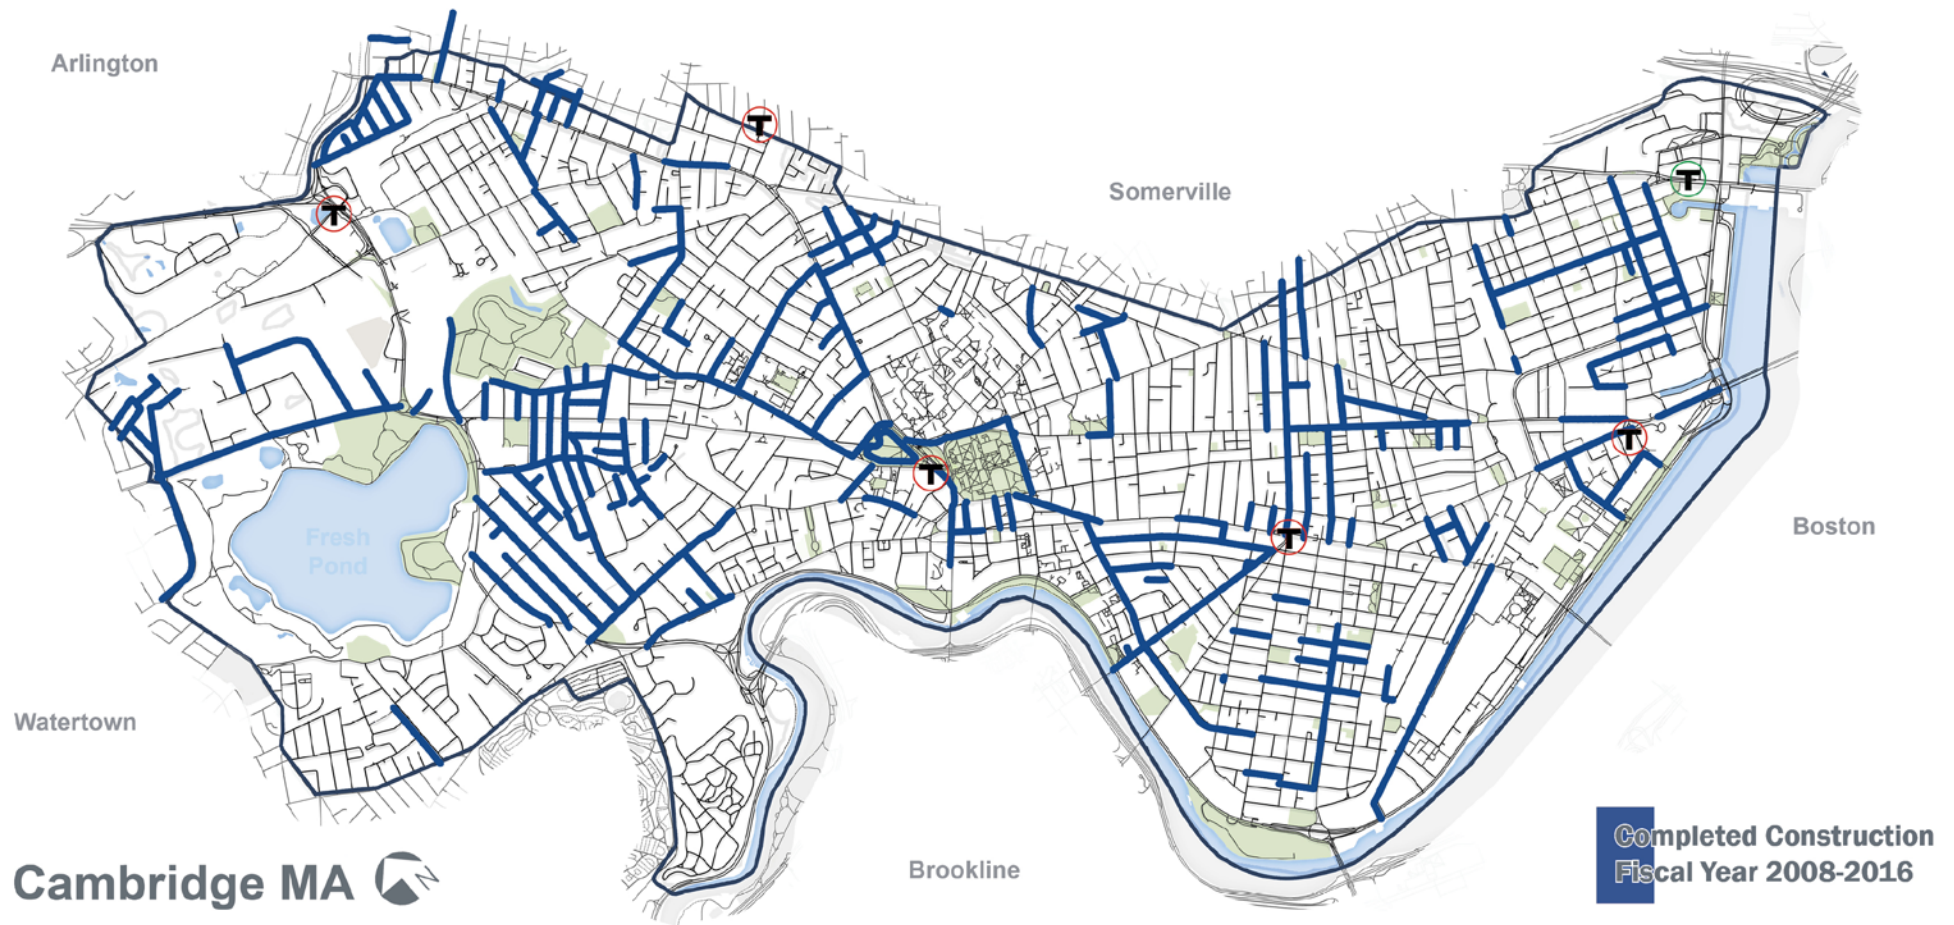 Arlington
T
Somerville
T
T
Fresh
Pond
T
T
T
Boston
Watertown
Brookline
Cambridge MA
N
Completed Construction
Fiscal Year 2008-2016